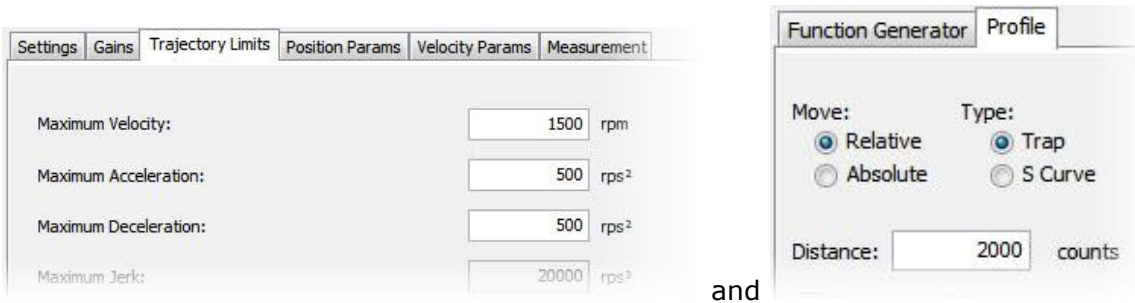 Settings Gains Trajectory Limits Position Params Velocity Params Measurement
Maximum Velocity: 1500 rpm
Maximum Acceleration: 500 rps²
Maximum Deceleration: 500 rps²
Maximum Jerk: 20000 rps³
and
Function Generator Profile
Move: Type:
Relative Trap
Absolute S Curve
Distance: 2000 counts